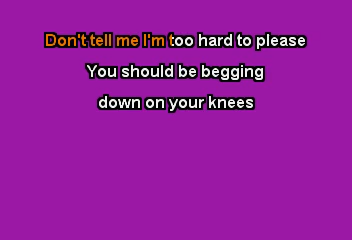 Don't tell me I'm too hard to please
You should be begging
down on your knees